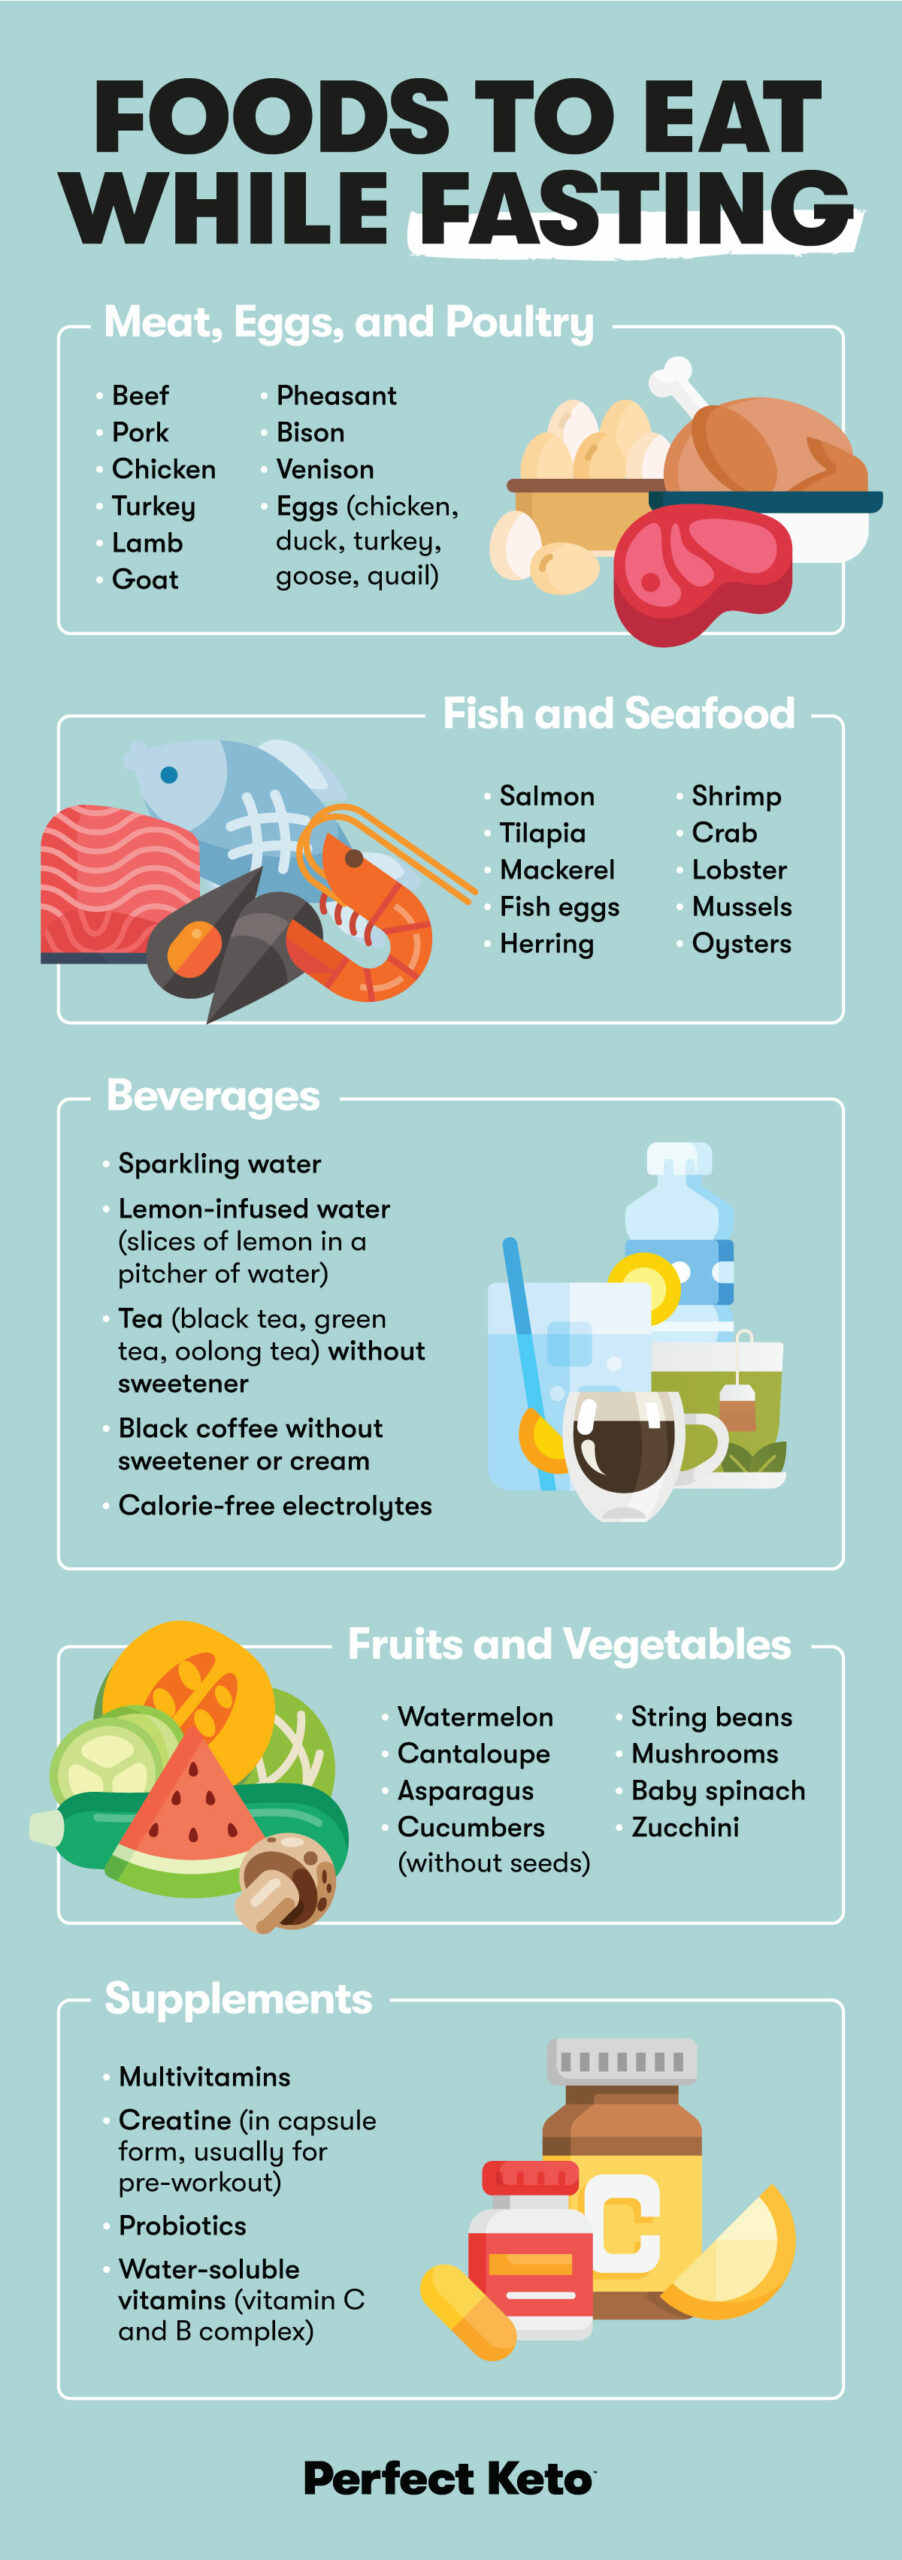 FOODS TO EAT
WHILE FASTING
Meat, Eggs, and Poultry
• Beef
• Pork
• Chicken
• Turkey
• Lamb
• Goat
• Pheasant
• Bison
• Venison
• Eggs (chicken,
duck, turkey,
goose, quail)
Fish and Seafood
• Salmon
• Tilapia
• Mackerel
• Fish eggs
• Herring
• Shrimp
• Crab
• Lobster
• Mussels
• Oysters
Beverages
• Sparkling water
• Lemon-infused water
(slices of lemon in a
pitcher of water)
• Tea (black tea, green
tea, oolong tea) without
sweetener
• Black coffee without
sweetener or cream
• Calorie-free electrolytes
Fruits and Vegetables
• Watermelon
• Cantaloupe
• Asparagus
• Cucumbers
(without seeds)
• String beans
• Mushrooms
• Baby spinach
• Zucchini
Supplements
• Multivitamins
• Creatine (in capsule
form, usually for
pre-workout)
• Probiotics
• Water-soluble
vitamins (vitamin C
and B complex)
C
Perfect Keto™